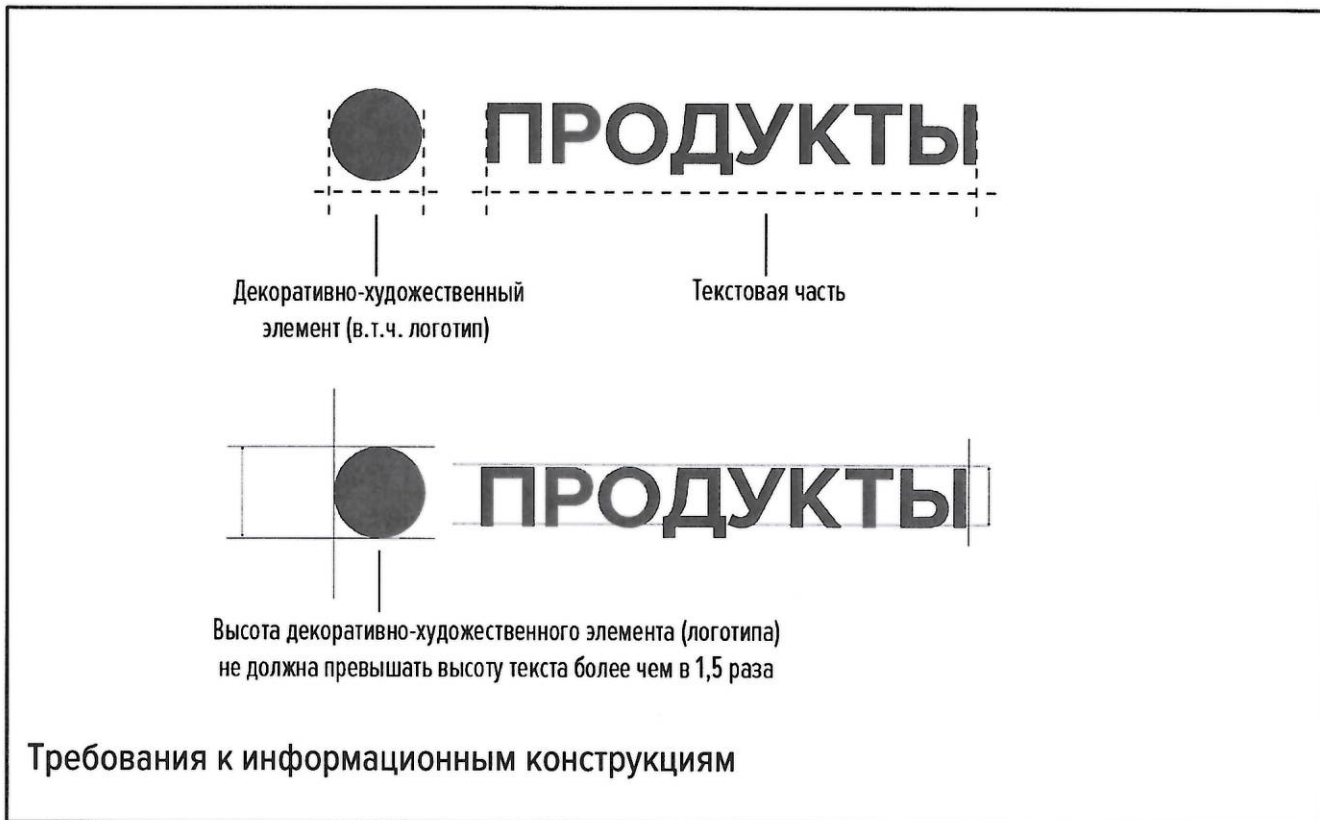 ПРОДУКТЫ
Декоративно-художественный
элемент (в.т.ч. логотип)
Текстовая часть
ПРОДУКТЫ
Высота декоративно-художественного элемента (логотипа)
не должна превышать высоту текста более чем в 1,5 раза
Требования к информационным конструкциям